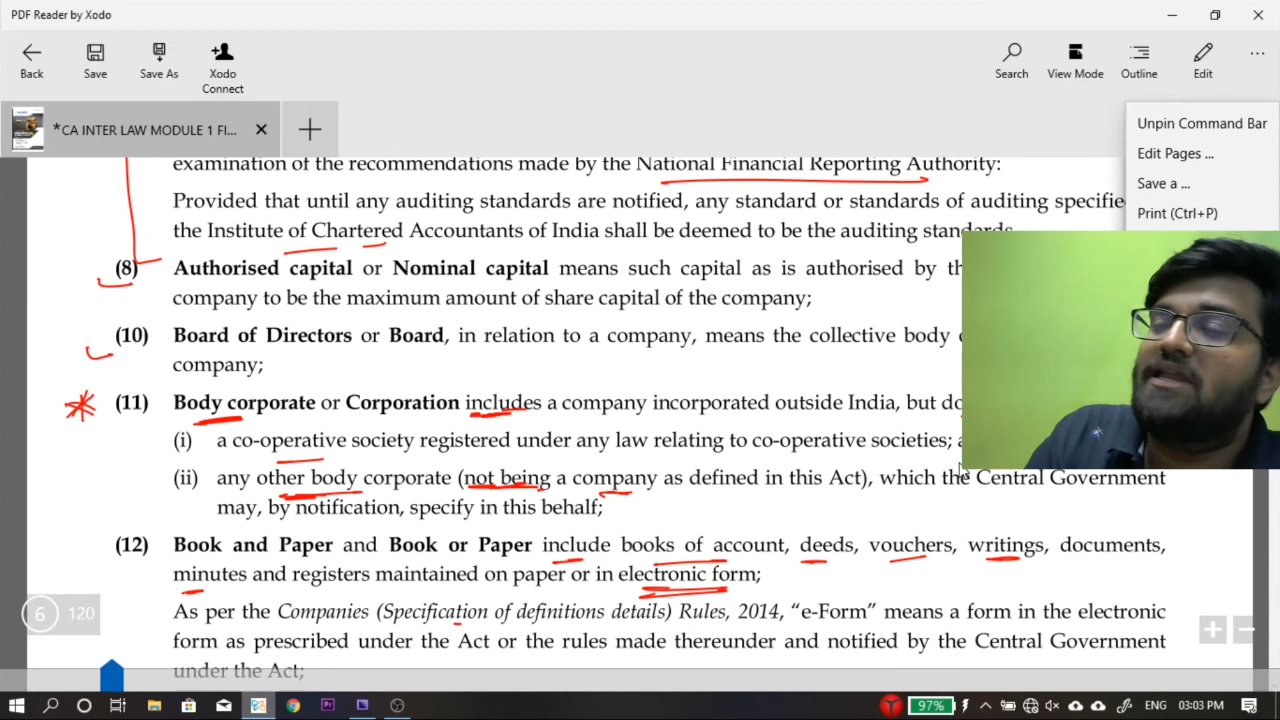 PDF Reader by Xodo
Back
Save
Save As
Xodo
Connect
Search
View Mode
Outline
Edit
*CA INTER LAW MODULE 1 FI...
Unpin Command Bar
Edit Pages ...
Save a ...
Print (Ctrl+P)
examination of the recommendations made by the National Financial Reporting Authority:
Provided that until any auditing standards are notified, any standard or standards of auditing specified
the Institute of Chartered Accountants of India shall be deemed to be the auditing standards.
(8) Authorised capital or Nominal capital means such capital as is authorised by
company to be the maximum amount of share capital of the company;
(10) Board of Directors or Board, in relation to a company, means the collective body
company;
(11) Body corporate or Corporation includes a company incorporated outside India, but
(i) a co-operative society registered under any law relating to co-operative societies;
(ii) any other body corporate (not being a company as defined in this Act), which the Central Government
may, by notification, specify in this behalf;
(12) Book and Paper and Book or Paper include books of account, deeds, vouchers, writings, documents,
minutes and registers maintained on paper or in electronic form;
As per the Companies (Specification of definitions details) Rules, 2014, “e-Form” means a form in the electronic
form as prescribed under the Act or the rules made thereunder and notified by the Central Government
under the Act;
6 120
97%
ENG
03:03 PM